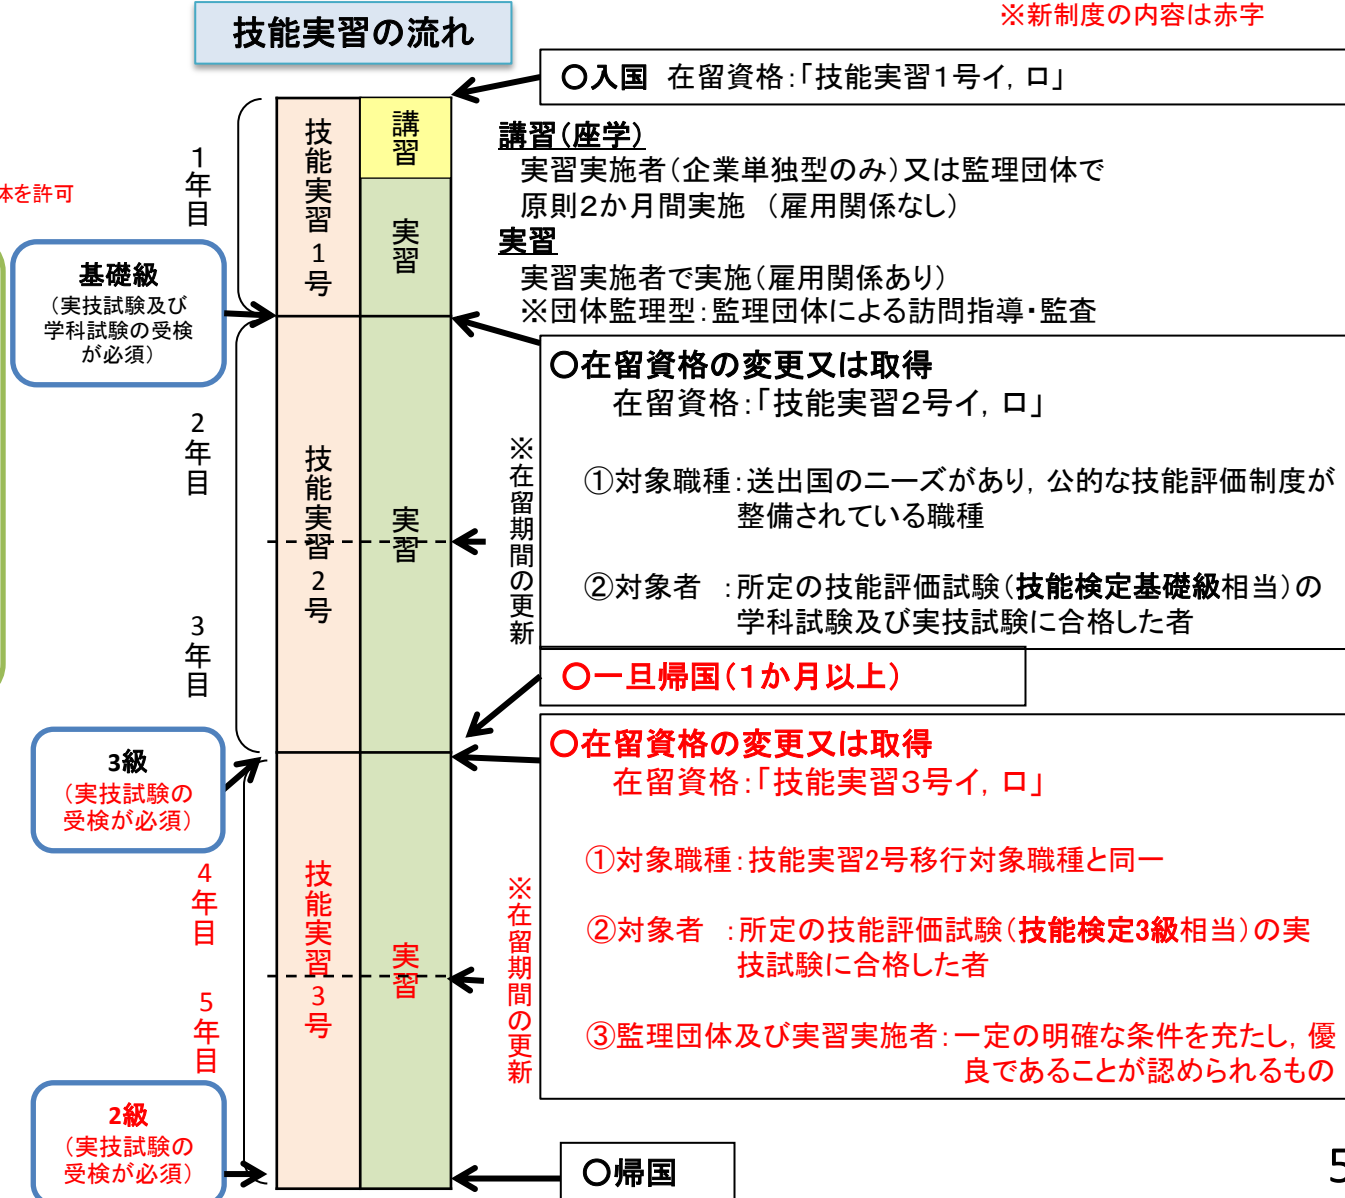 ※新制度の内容は赤字
技能実習の流れ
○入国 在留資格：「技能実習１号イ，ロ」
体を許可
1年目
技能実習1号
講習
実習
講習（座学）
実習実施者（企業単独型のみ）又は監理団体で
原則２か月間実施 （雇用関係なし）
実習
実習実施者で実施（雇用関係あり）
※団体監理型：監理団体による訪問指導・監査
基礎級
（実技試験及び
学科試験の受検
が必須）
○在留資格の変更又は取得
在留資格：「技能実習２号イ，ロ」
①対象職種：送出国のニーズがあり，公的な技能評価制度が
整備されている職種
②対象者 ：所定の技能評価試験（技能検定基礎級相当）の
学科試験及び実技試験に合格した者
2年目
技能実習2号
実習
※在留期間の更新
3年目
○一旦帰国（１か月以上）
3級
（実技試験の
受検が必須）
○在留資格の変更又は取得
在留資格：「技能実習３号イ，ロ」
①対象職種：技能実習2号移行対象職種と同一
②対象者 ：所定の技能評価試験（技能検定3級相当）の実
技試験に合格した者
③監理団体及び実習実施者：一定の明確な条件を充たし，優
良であることが認められるもの
4年目
技能実習3号
実習
※在留期間の更新
5年目
2級
（実技試験の
受検が必須）
○帰国
5